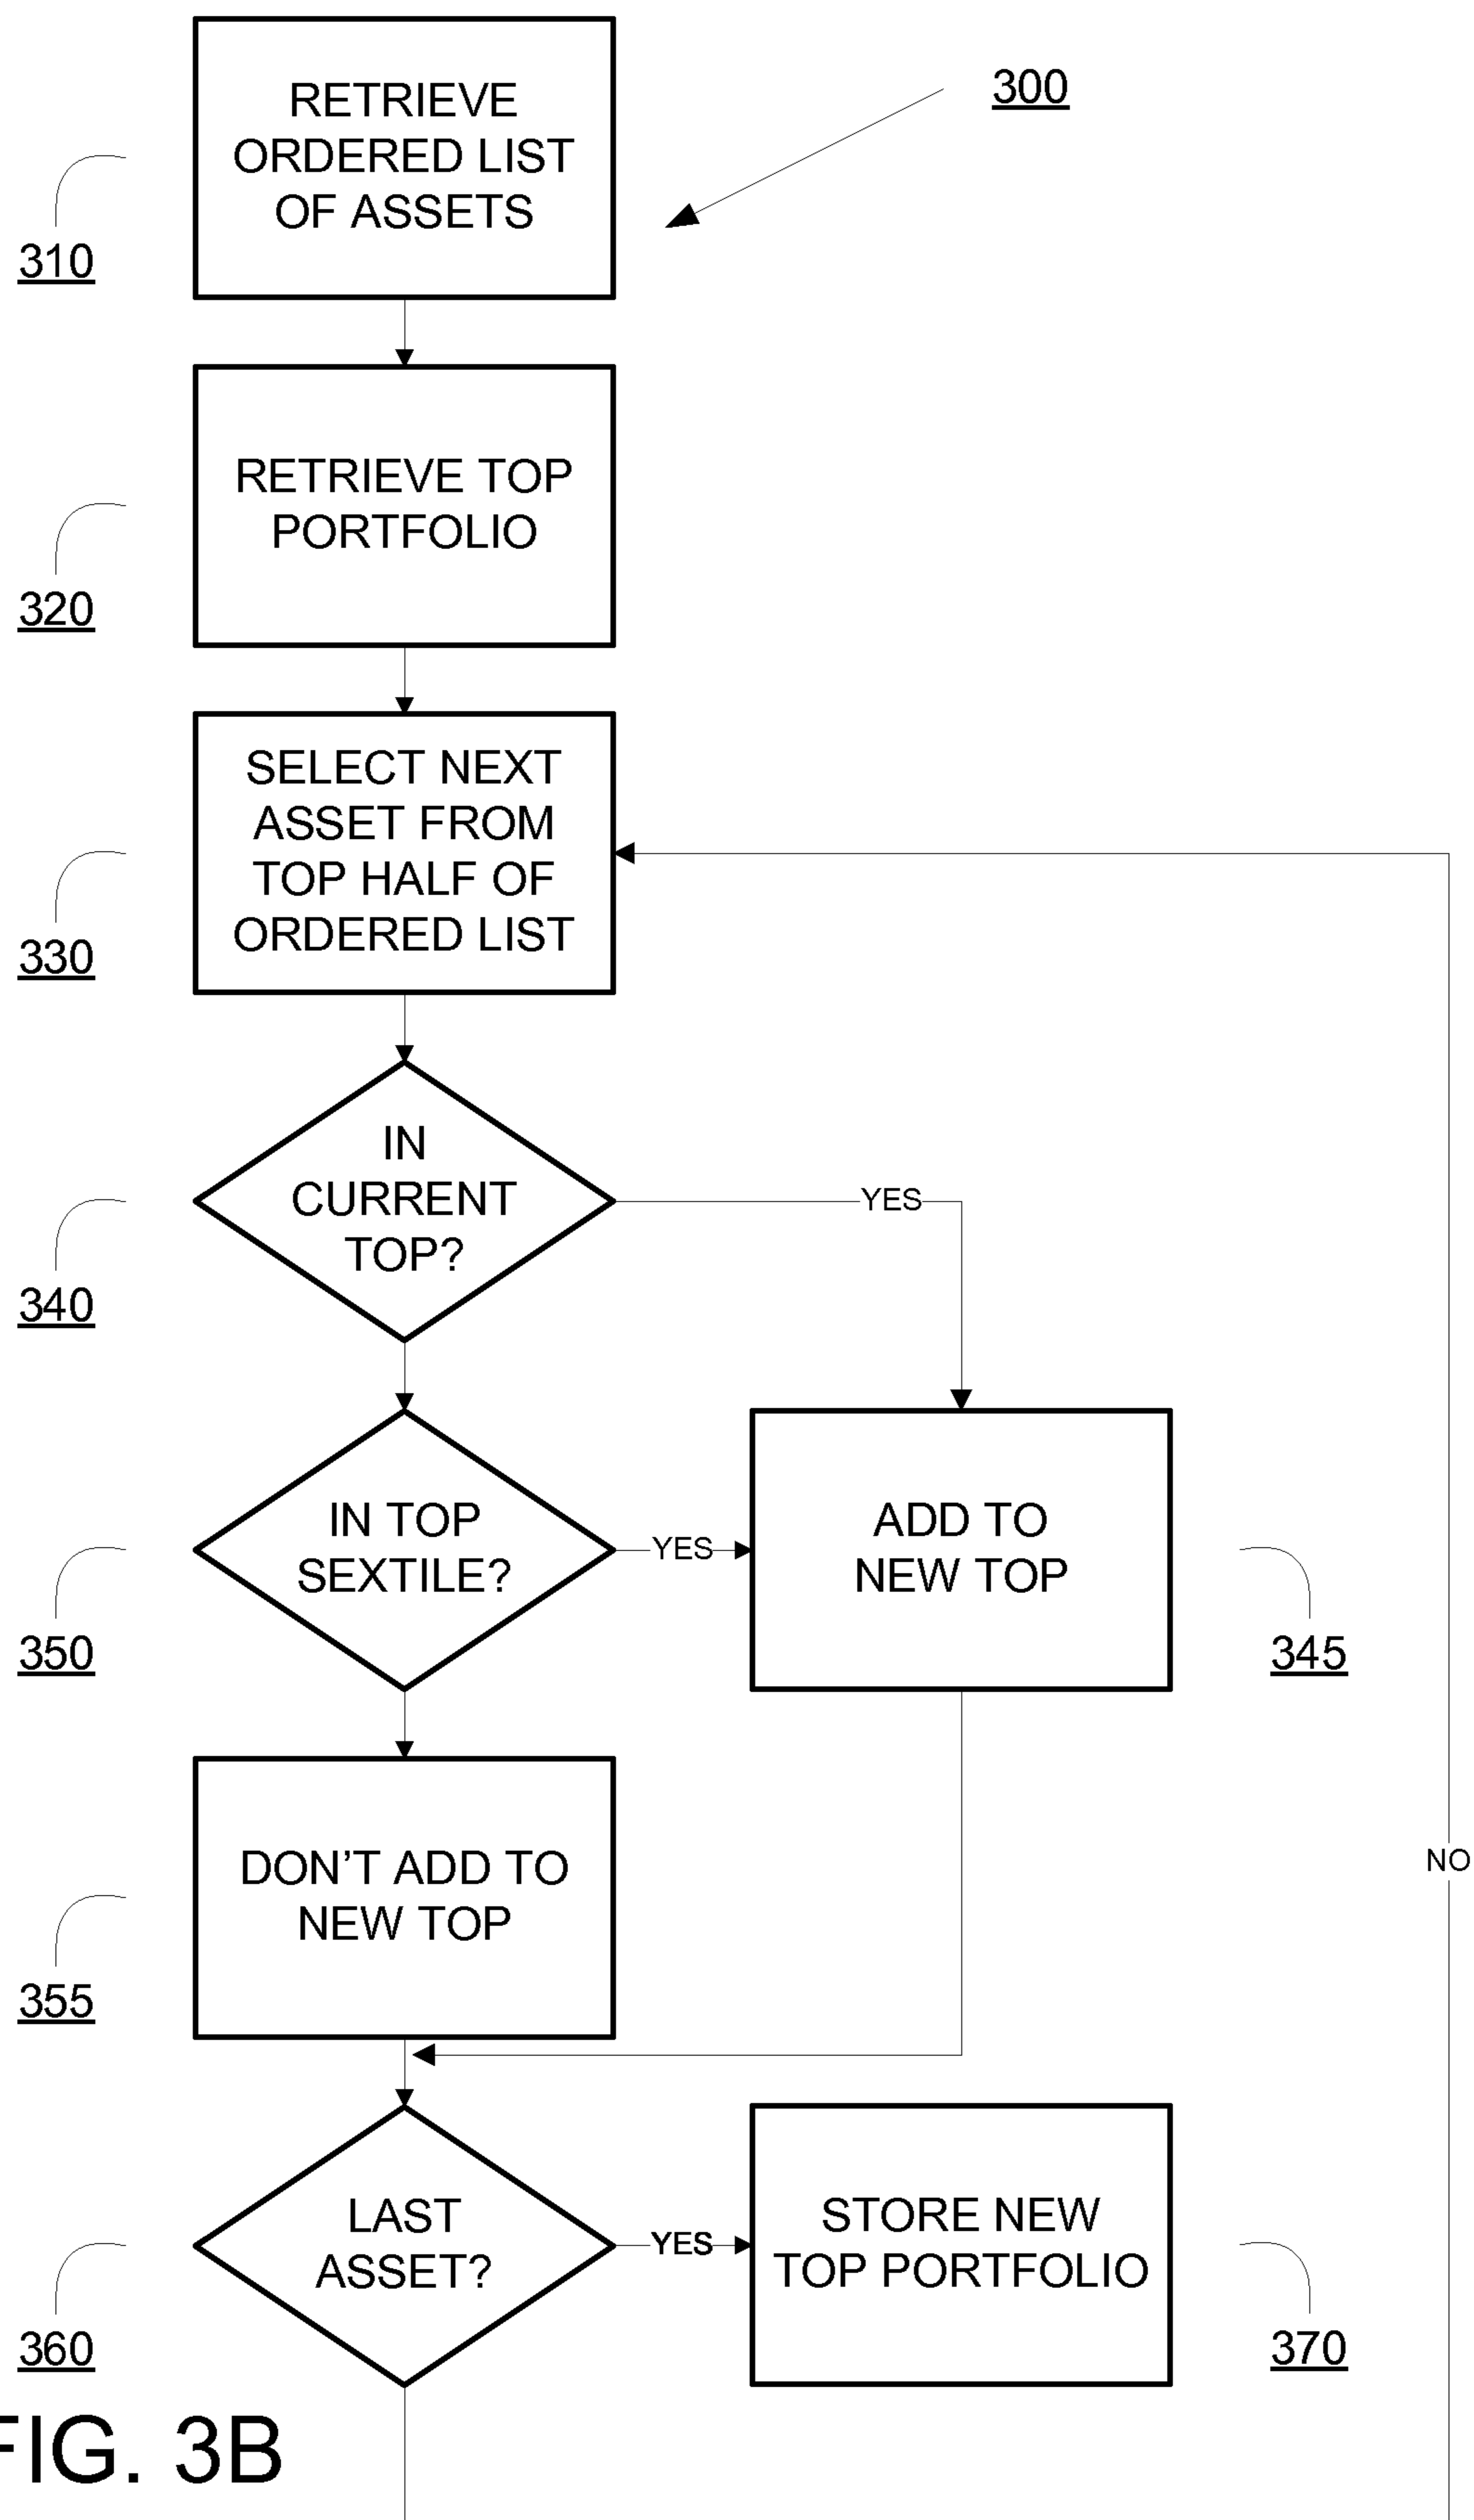 RETRIEVE
ORDERED LIST
OF ASSETS
300
310
RETRIEVE TOP
PORTFOLIO
320
SELECT NEXT
ASSET FROM
TOP HALF OF
ORDERED LIST
330
IN
CURRENT
TOP?
YES
340
IN TOP
SEXTILE?
YES
ADD TO
NEW TOP
350
345
DON'T ADD TO
NEW TOP
NO
355
LAST
ASSET?
YES
STORE NEW
TOP PORTFOLIO
360
370
FIG. 3B